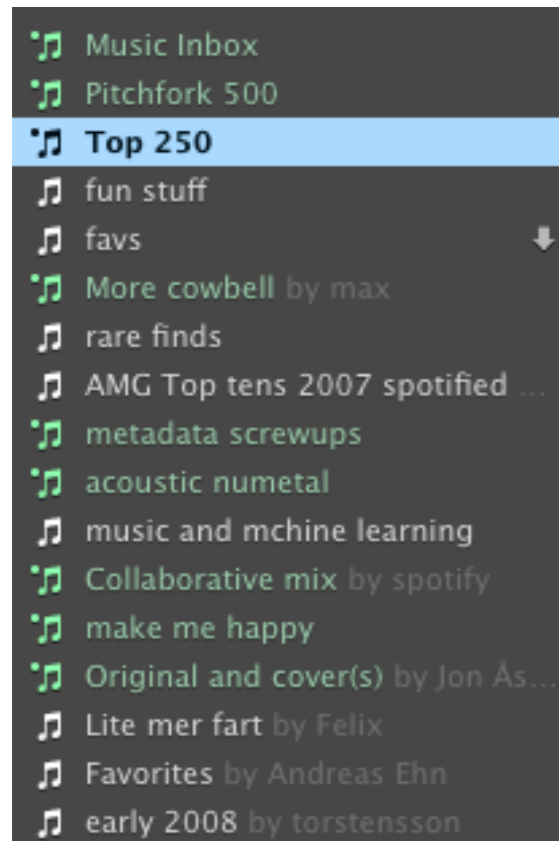 Music Inbox
Pitchfork 500
Top 250
fun stuff
favs
More cowbell by max
rare finds
AMG Top tens 2007 spotified ...
metadata screwups
acoustic numetal
music and mchine learning
Collaborative mix by spotify
make me happy
Original and cover(s) by Jon Ås...
Lite mer fart by Felix
Favorites by Andreas Ehn
early 2008 by torstensson